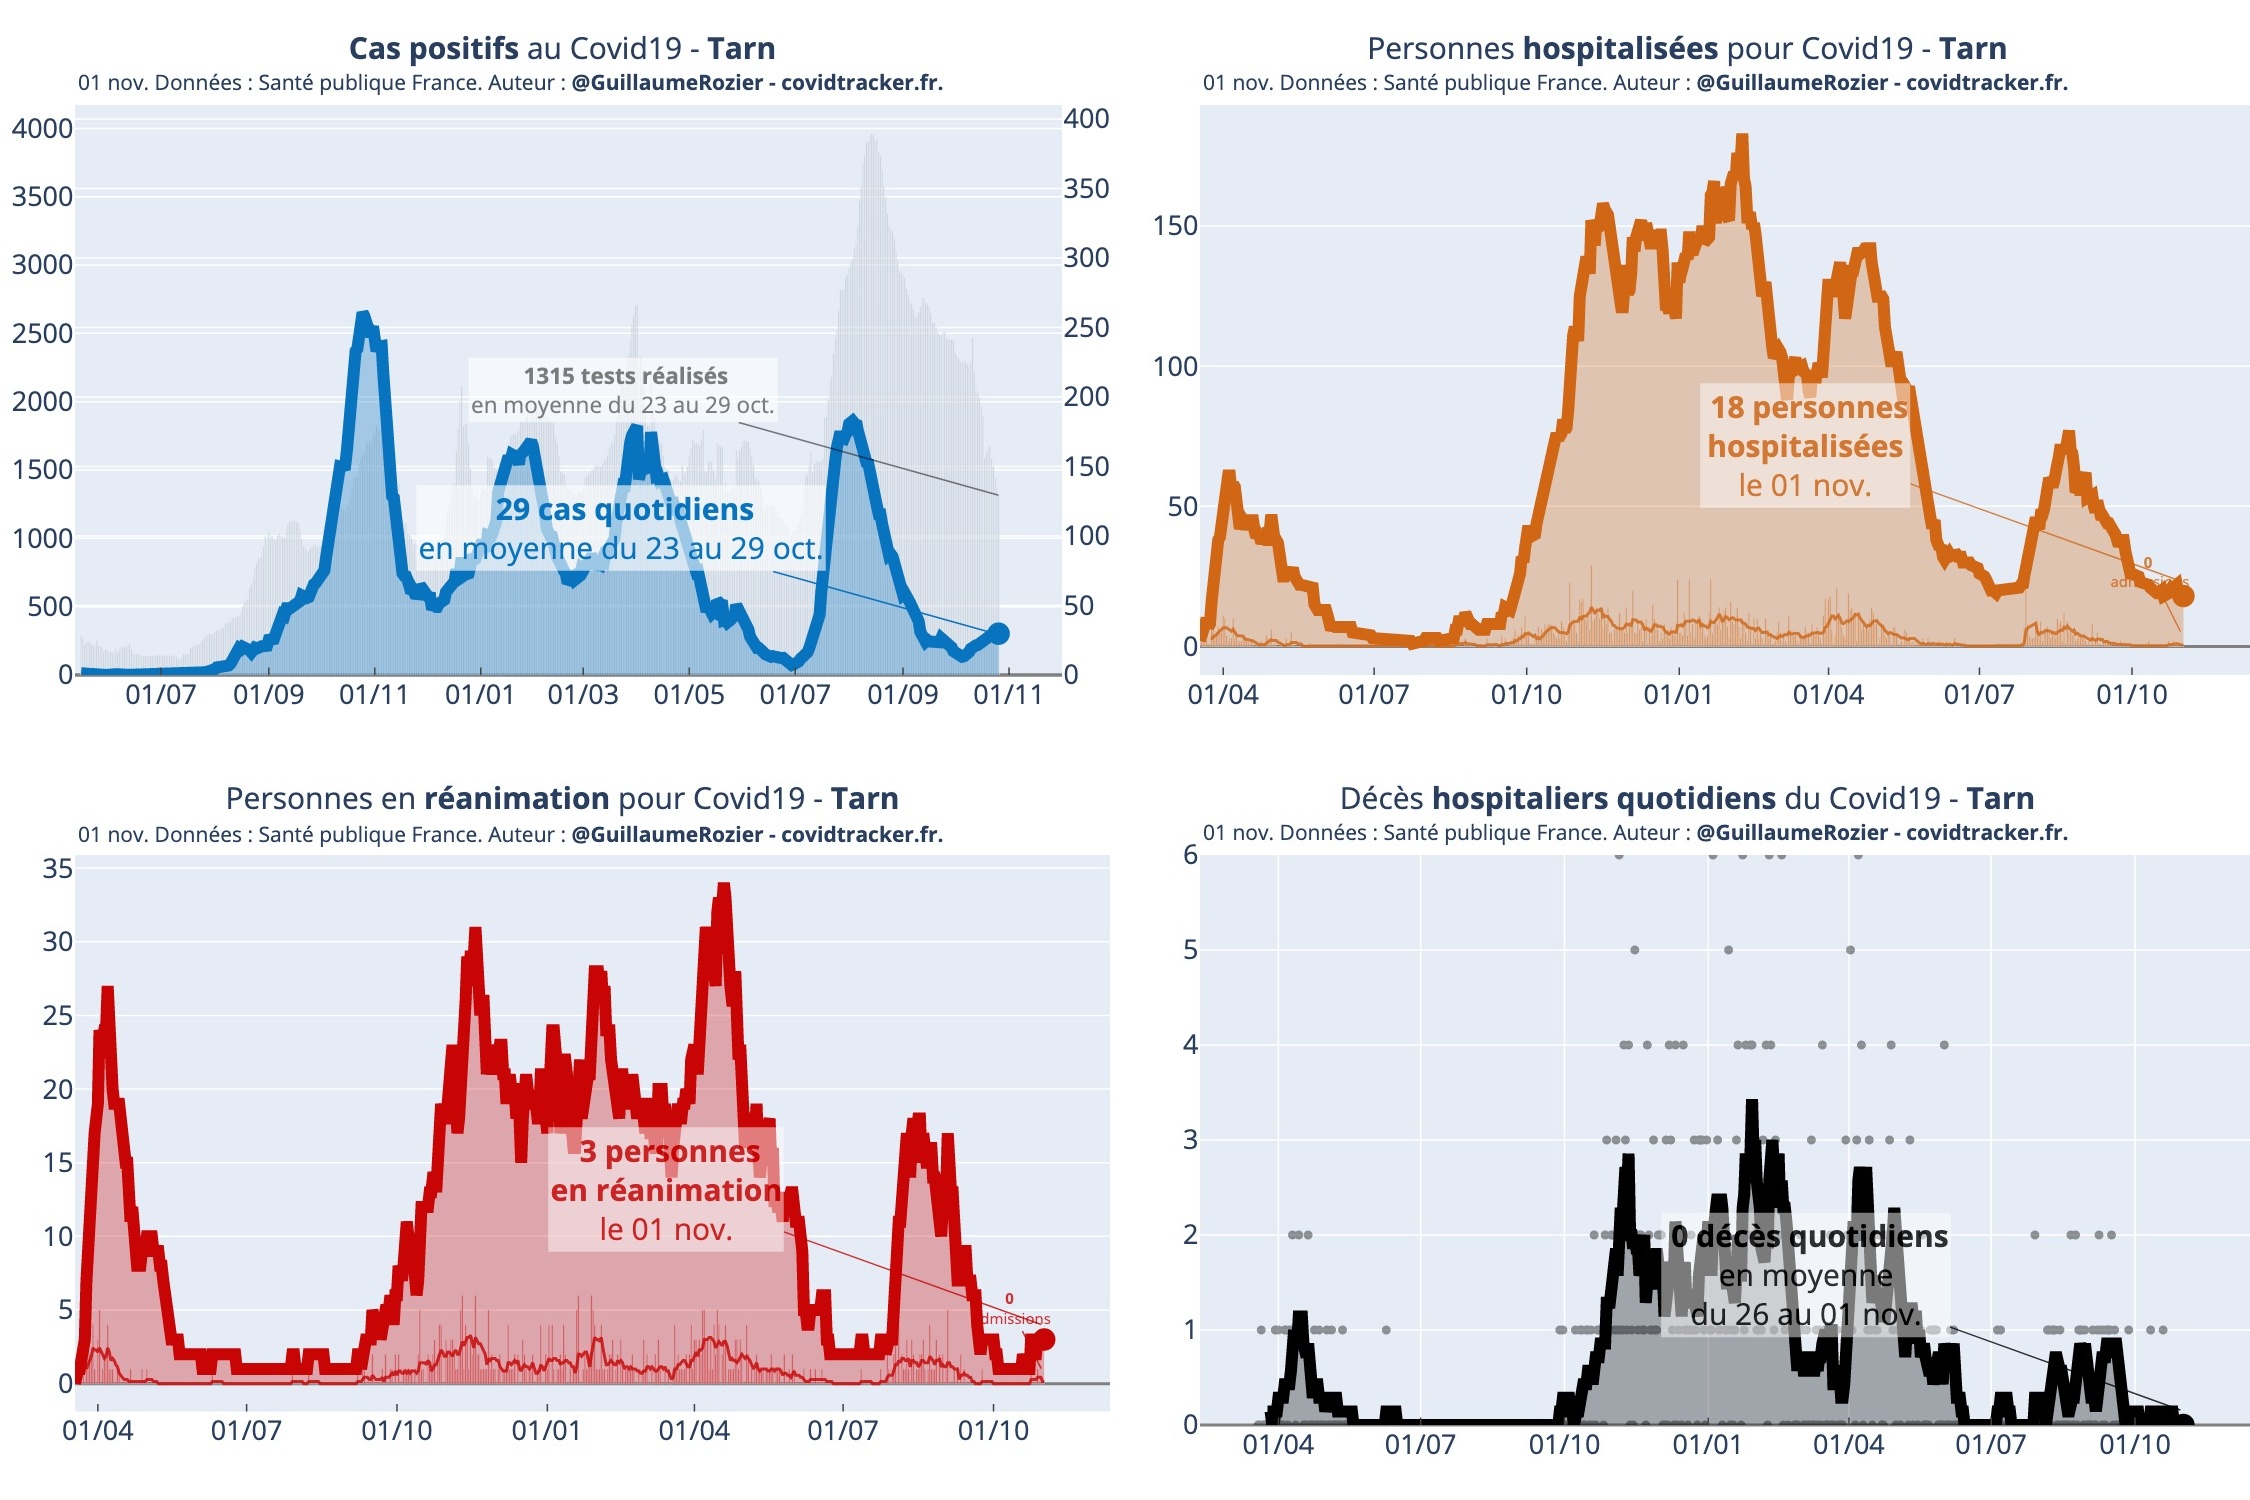 Cas positifs au Covid19 - Tarn
01 nov. Données : Santé publique France. Auteur : @GuillaumeRozier - covidtracker.fr.
4000
3500
3000
2500
2000
1500
1000
500
0
400
350
300
250
200
150
100
50
0
1315 tests réalisés
en moyenne du 23 au 29 oct.
29 cas quotidiens
en moyenne du 23 au 29 oct.
01/07 01/09 01/11 01/01 01/03 01/05 01/07 01/09 01/11
Personnes hospitalisées pour Covid19 - Tarn
01 nov. Données : Santé publique France. Auteur : @GuillaumeRozier - covidtracker.fr.
150
100
50
0
18 personnes
hospitalisées
le 01 nov.
0
admissions
01/04 01/07 01/10 01/01 01/04 01/07 01/10
Personnes en réanimation pour Covid19 - Tarn
01 nov. Données : Santé publique France. Auteur : @GuillaumeRozier - covidtracker.fr.
35
30
25
20
15
10
5
0
3 personnes
en réanimation
le 01 nov.
0
admissions
01/04 01/07 01/10 01/01 01/04 01/07 01/10
Décès hospitaliers quotidiens du Covid19 - Tarn
01 nov. Données : Santé publique France. Auteur : @GuillaumeRozier - covidtracker.fr.
6
5
4
3
2
1
0
0 décès quotidiens
en moyenne
du 26 au 01 nov.
01/04 01/07 01/10 01/01 01/04 01/07 01/10